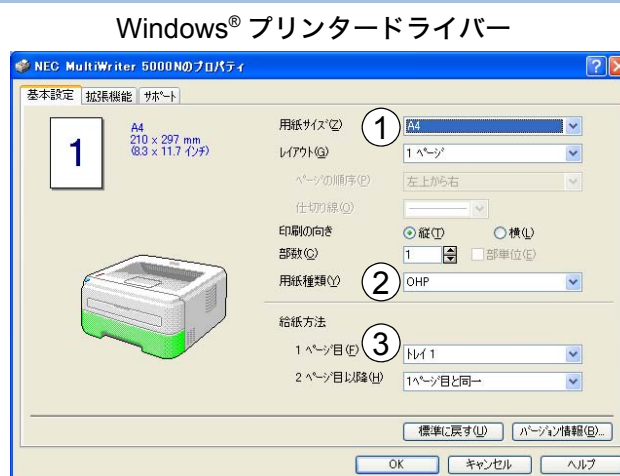 Windows® プリンタードライバー
NEC MultiWriter 5000Nのプロパティ
基本設定 拡張機能 サポート
1
A4
210 x 297 mm
(8.3 x 11.7 インチ)
用紙サイズ(Z) 1 A4
レイアウト(G) 1 ページ
ページの順序(P) 左上から右
仕切り線(O)
印刷の向き 縦(T) 横(L)
部数(C) 1 部単位(E)
用紙種類(Y) 2 OHP
給紙方法
1 ページ目(F) 3 トレイ 1
2 ページ目以降(H) 1ページ目と同一
標準に戻す(U) バージョン情報(B)...
OK キャンセル ヘルプ